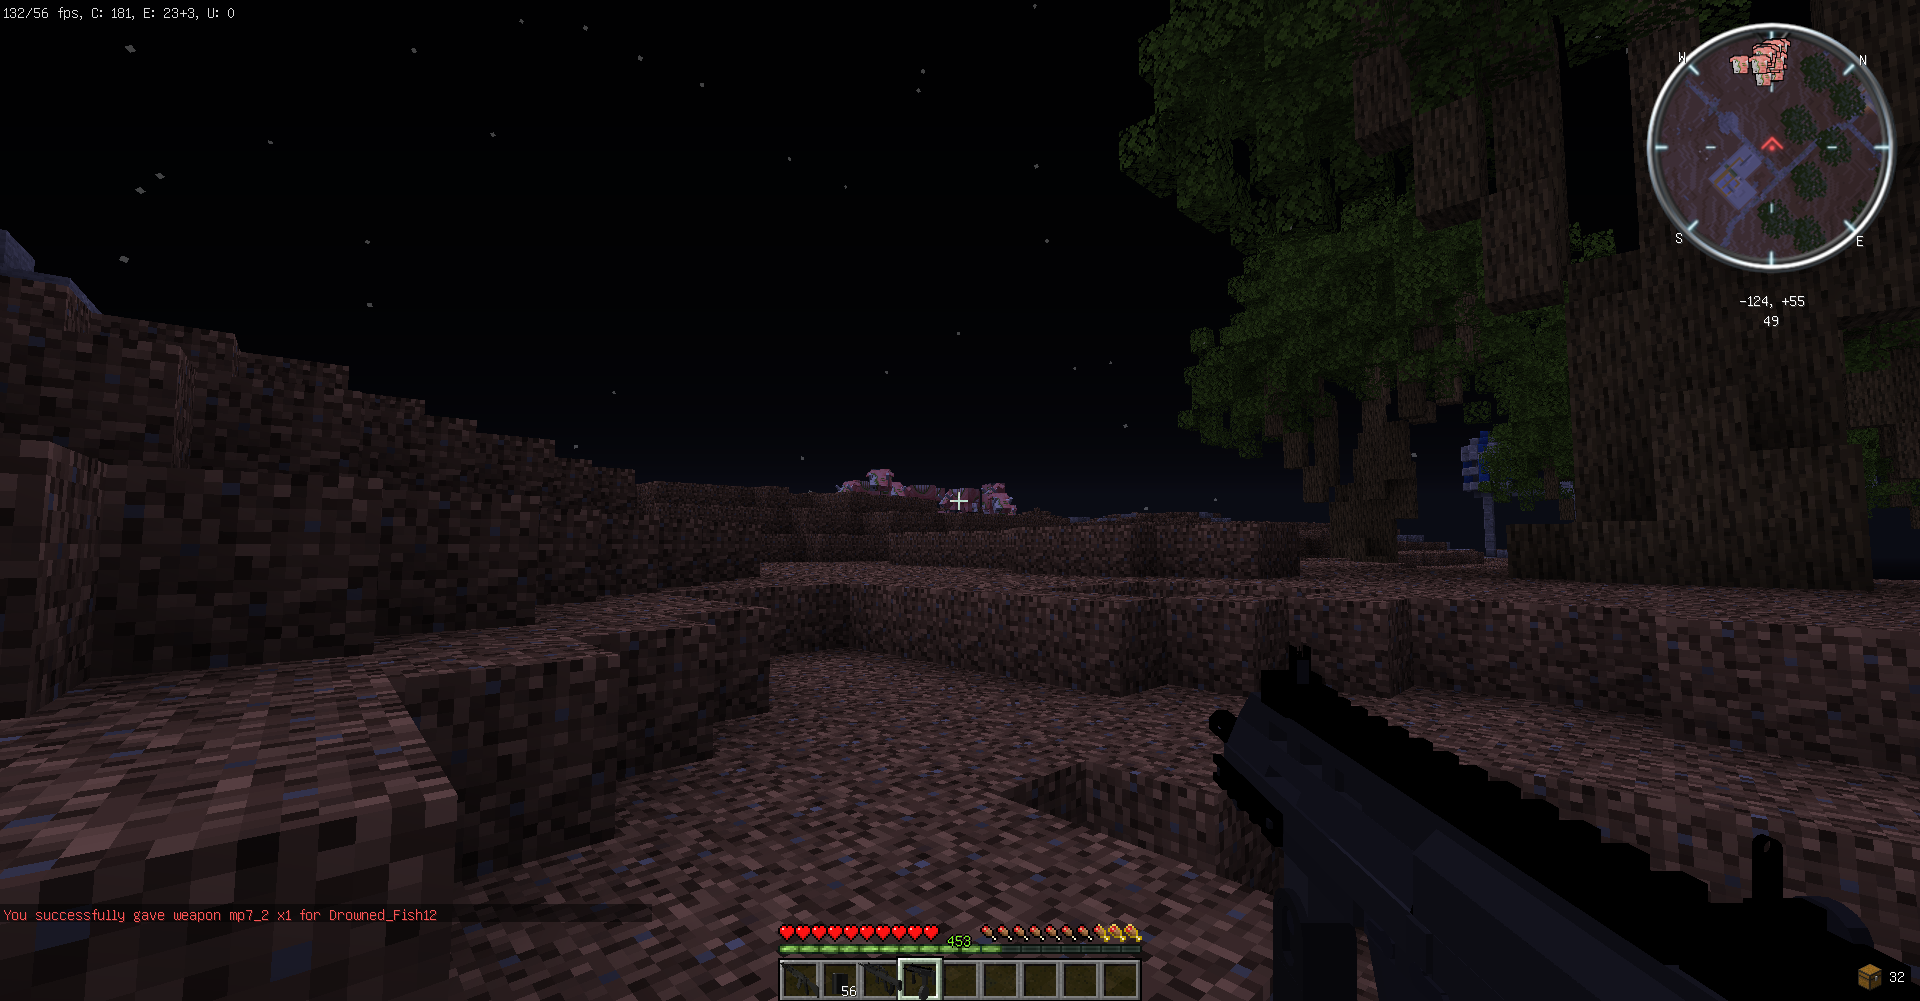 132/56 fps, C: 181, E: 23+3, U: 0
W
N
S
E
-124, +55
49
You successfully gave weapon mp7_2 x1 for Drowned_Fish12
453
56
32